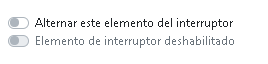 Alternar este elemento del interruptor
Elemento de interruptor deshabilitado